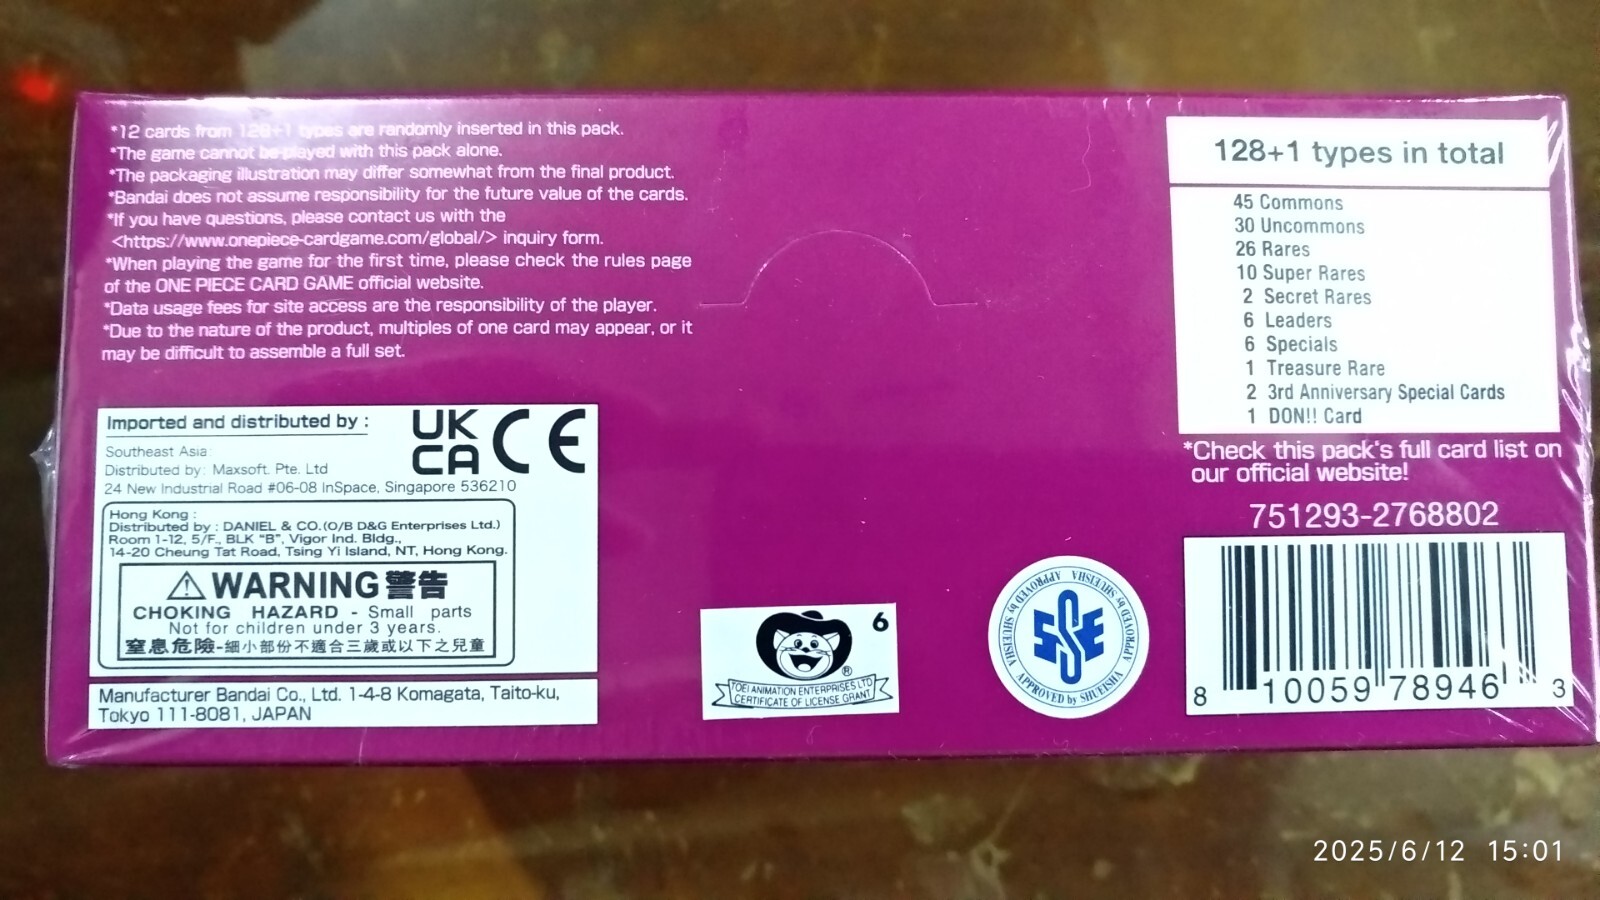 *12 cards from 128+1 types are randomly inserted in this pack.
*The game cannot be played with this pack alone.
*The packaging illustration may differ somewhat from the final product.
*Bandai does not assume responsibility for the future value of the cards.
*If you have questions, please contact us with the
<https://www.onepiece-cardgame.com/global/> inquiry form.
*When playing the game for the first time, please check the rules page
of the ONE PIECE CARD GAME official website.
*Data usage fees for site access are the responsibility of the player.
*Due to the nature of the product, multiples of one card may appear, or it
may be difficult to assemble a full set.
Imported and distributed by :
UK
CA CE
Southeast Asia:
Distributed by: Maxsoft. Pte. Ltd
24 New Industrial Road #06-08 InSpace, Singapore 536210
Hong Kong :
Distributed by : DANIEL & CO.(O/B D&G Enterprises Ltd.)
Room 1-12, 5/F., BLK "B", Vigor Ind. Bldg.,
14-20 Cheung Tat Road, Tsing Yi Island, NT, Hong Kong.
WARNING 警告
CHOKING HAZARD - Small parts
Not for children under 3 years.
窒息危險-細小部份不適合三歲或以下之兒童
Manufacturer Bandai Co., Ltd. 1-4-8 Komagata, Taito-ku,
Tokyo 111-8081, JAPAN
6
®
TOEI ANIMATION ENTERPRISES LTD
CERTIFICATE OF LICENSE GRANT
APPROVED by SHUEISHA APPROVED by SHUEISHA APPROVED by SHUEISHA
128+1 types in total
45 Commons
30 Uncommons
26 Rares
10 Super Rares
2 Secret Rares
6 Leaders
6 Specials
1 Treasure Rare
2 3rd Anniversary Special Cards
1 DON!! Card
*Check this pack's full card list on
our official website!
751293-2768802
8 10059 78946 3
2025/6/12 15:01